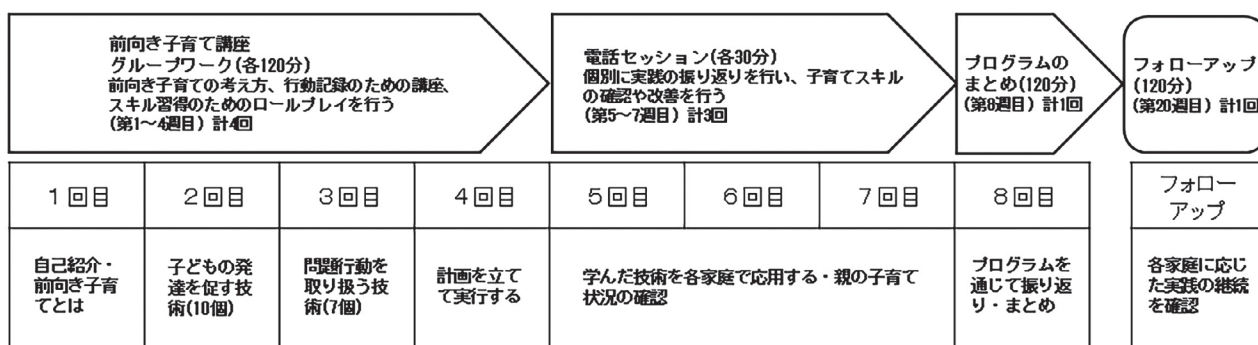 前向き子育て講座
グループワーク(各120分)
前向き子育ての考え方、行動記録のための講座、
スキル習得のためのロールプレイを行う
(第1～4週目) 計4回
電話セッション(各30分)
個別に実践の振り返りを行い、子育てスキル
の確認や改善を行う
(第5～7週目) 計3回
プログラムの
まとめ(120分)
(第8週目) 計1回
フォローアップ
(120分)
(第20週目) 計1回
1回目
2回目
3回目
4回目
5回目
6回目
7回目
8回目
フォロー
アップ
自己紹介・
前向き子育
てとは
子どもの発
達を促す技
術(10個)
問題行動を
取り扱う技
術(7個)
計画を立て
て実行する
学んだ技術を各家庭で応用する・親の子育て
状況の確認
プログラムを
通じて振り返
り・まとめ
各家庭に応じ
た実践の継続
を確認